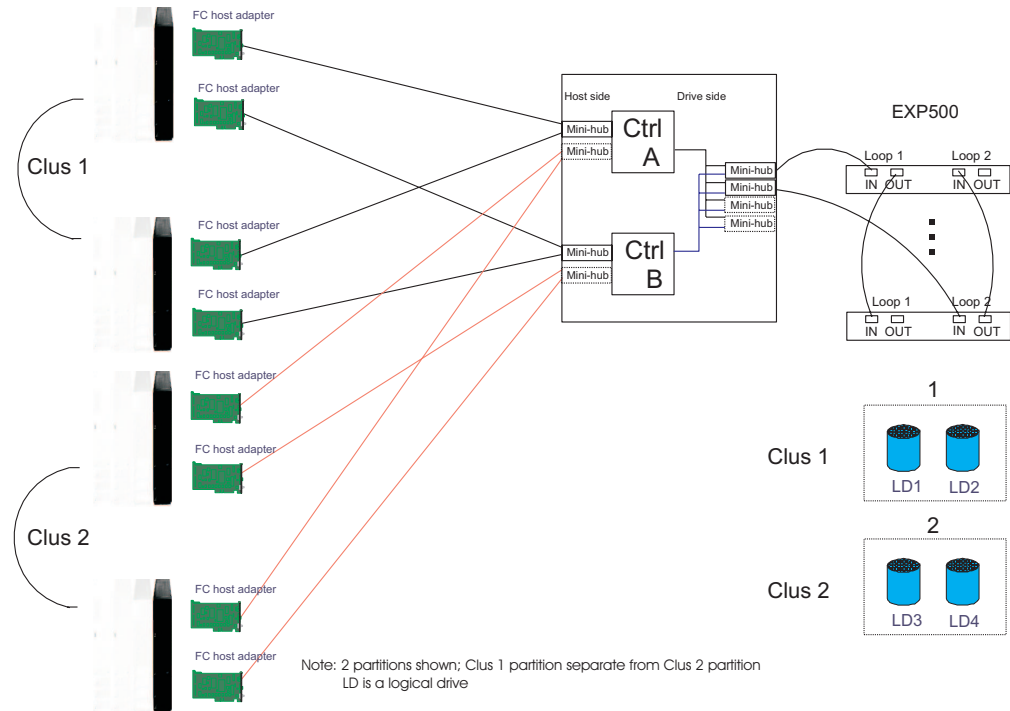 FC host adapter
FC host adapter
Clus 1
FC host adapter
FC host adapter
FC host adapter
FC host adapter
Clus 2
FC host adapter
FC host adapter
Host side
Drive side
Mini-hub
Mini-hub
Ctrl
A
Mini-hub
Mini-hub
Mini-hub
Mini-hub
Mini-hub
Mini-hub
Ctrl
B
EXP500
Loop 1
Loop 2
IN OUT
IN OUT
Loop 1
Loop 2
IN OUT
IN OUT
1
Clus 1
LD1
LD2
2
Clus 2
LD3
LD4
Note: 2 partitions shown; Clus 1 partition separate from Clus 2 partition
LD is a logical drive